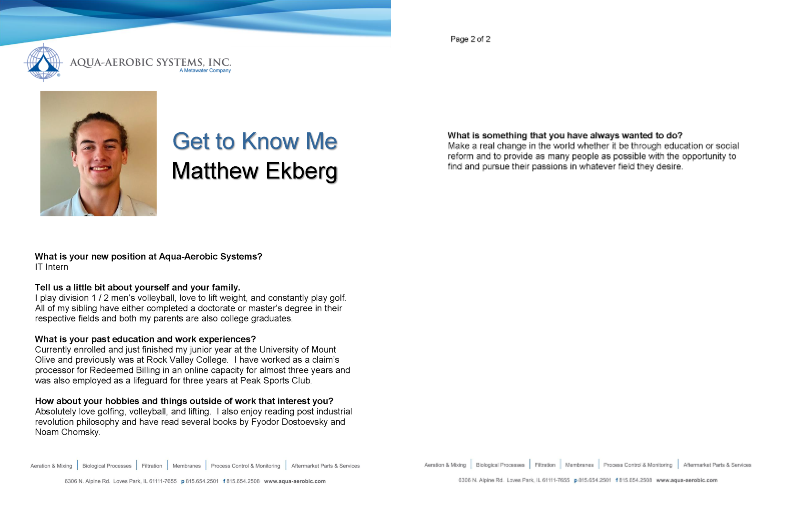 AQUA-AEROBIC SYSTEMS, INC.
A Metawater Company
Get to Know Me
Matthew Ekberg
What is your new position at Aqua-Aerobic Systems?
IT Intern
Tell us a little bit about yourself and your family.
I play division 1 / 2 men's volleyball, love to lift weight, and constantly play golf.
All of my sibling have either completed a doctorate or master's degree in their
respective fields and both my parents are also college graduates.
What is your past education and work experiences?
Currently enrolled and just finished my junior year at the University of Mount
Olive and previously was at Rock Valley College. I have worked as a claim's
processor for Redeemed Billing in an online capacity for almost three years and
was also employed as a lifeguard for three years at Peak Sports Club.
How about your hobbies and things outside of work that interest you?
Absolutely love golfing, volleyball, and lifting. I also enjoy reading post industrial
revolution philosophy and have read several books by Fyodor Dostoevsky and
Noam Chomsky.
Aeration & Mixing | Biological Processes | Filtration | Membranes | Process Control & Monitoring | Aftermarket Parts & Services
6306 N. Alpine Rd. Loves Park, IL 61111-7655 p 815.654.2501 f 815.654.2508 www.aqua-aerobic.com
Page 2 of 2
What is something that you have always wanted to do?
Make a real change in the world whether it be through education or social
reform and to provide as many people as possible with the opportunity to
find and pursue their passions in whatever field they desire.
Aeration & Mixing | Biological Processes | Filtration | Membranes | Process Control & Monitoring | Aftermarket Parts & Services
6306 N. Alpine Rd. Loves Park, IL 61111-7655 p 815.654.2501 f 815.654.2508 www.aqua-aerobic.com